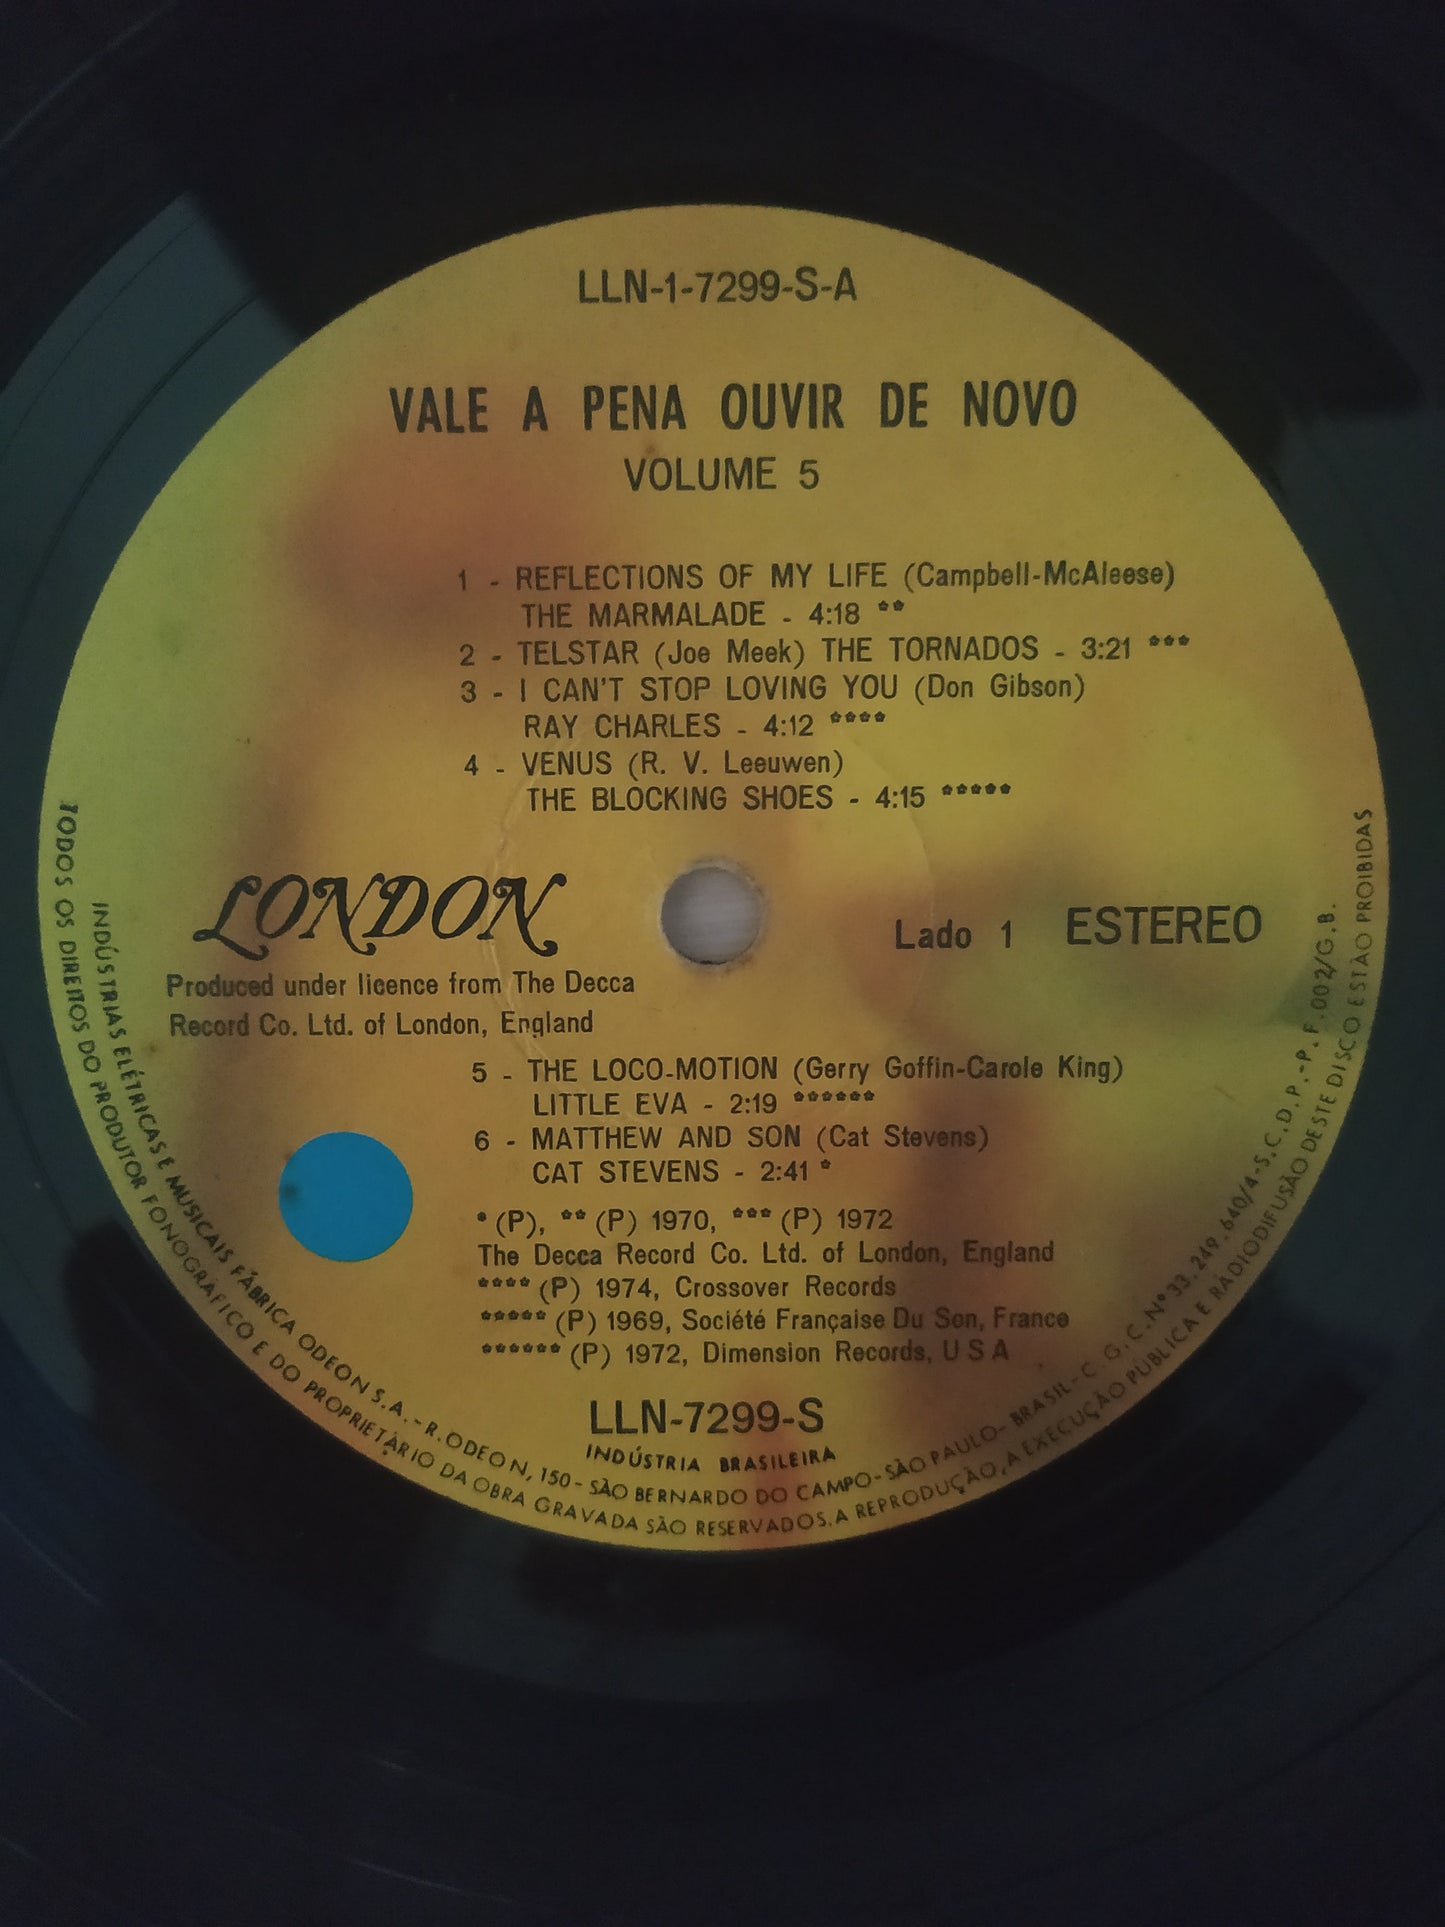 LLN-1-7299-S-A
VALE A PENA OUVIR DE NOVO
VOLUME 5
1 - REFLECTIONS OF MY LIFE (Campbell-McAleese)
THE MARMALADE - 4:18 **
2 - TELSTAR (Joe Meek) THE TORNADOS - 3:21 ***
3 - I CAN'T STOP LOVING YOU (Don Gibson)
RAY CHARLES - 4:12 ****
4 - VENUS (R. V. Leeuwen)
THE BLOCKING SHOES - 4:15 *****
LONDON
Lado 1 ESTEREO
Produced under licence from The Decca
Record Co. Ltd. of London, England
5 - THE LOCO-MOTION (Gerry Goffin-Carole King)
LITTLE EVA - 2:19 ******
6 - MATTHEW AND SON (Cat Stevens)
CAT STEVENS - 2:41 *
* (P), ** (P) 1970, *** (P) 1972
The Decca Record Co. Ltd. of London, England
**** (P) 1974, Crossover Records
***** (P) 1969, Société Française Du Son, France
****** (P) 1972, Dimension Records, U S A
LLN-7299-S
INDÚSTRIA BRASILEIRA
INDÚSTRIAS ELÉTRICAS E MUSICAIS FÁBRICA ODEON S.A. - R. ODEON, 150 - SÃO BERNARDO DO CAMPO - SÃO PAULO - BRASIL - C.G.C. Nº 33.249.640/4 - S.C.D.P. - P.F. 002/G.B.
TODOS OS DIREITOS DO PRODUTOR FONOGRÁFICO E DO PROPRIETÁRIO DA OBRA GRAVADA SÃO RESERVADOS. A REPRODUÇÃO, A EXECUÇÃO PÚBLICA E RÁDIODIFUSÃO DESTE DISCO ESTÃO PROIBIDAS